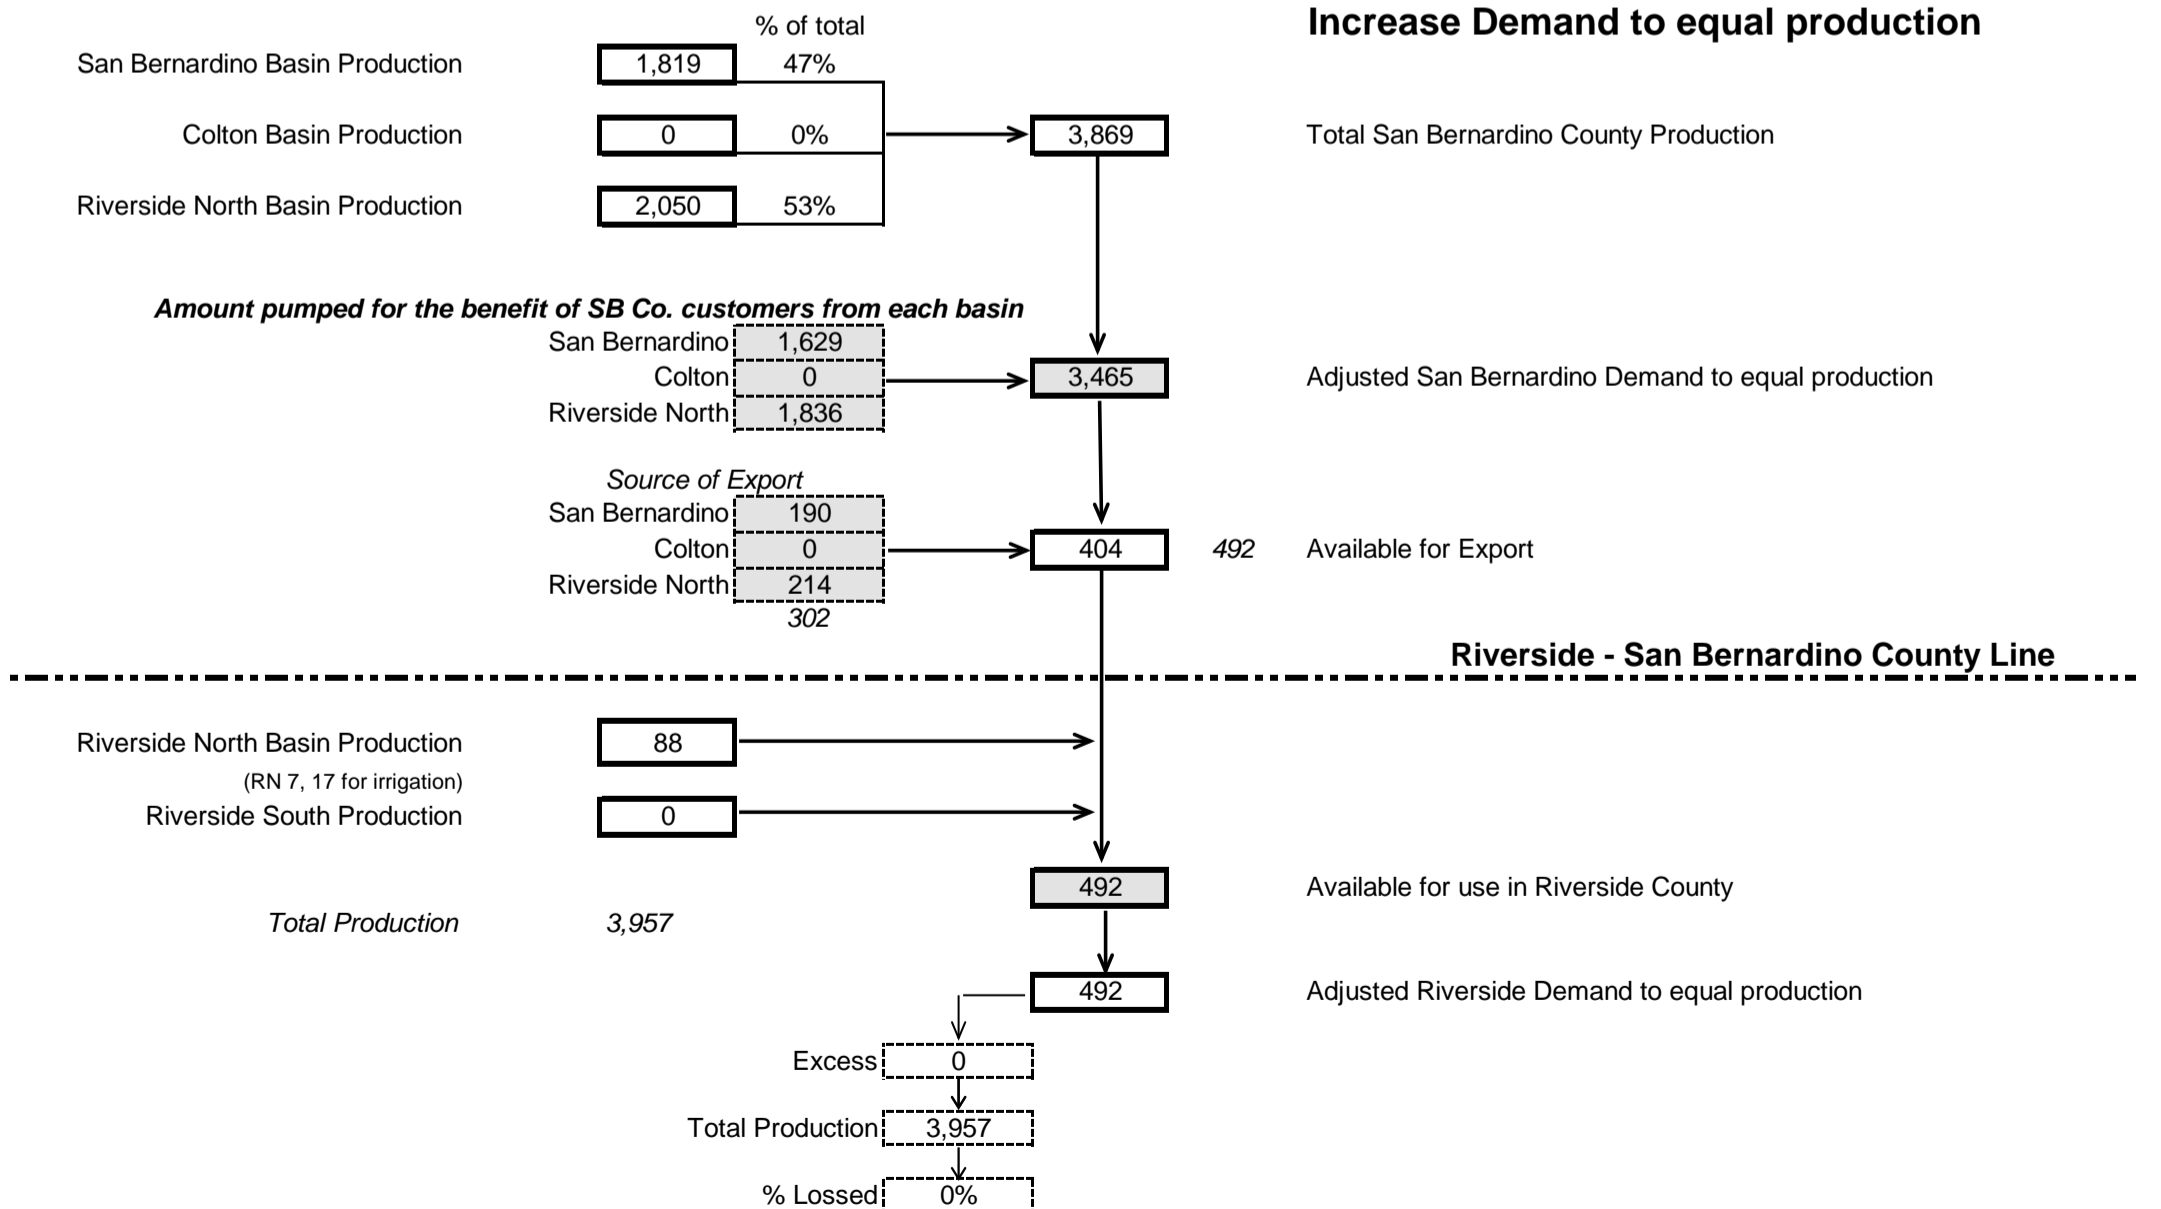 % of total
Increase Demand to equal production
San Bernardino Basin Production 1,819 47%
Colton Basin Production 0 0% 3,869 Total San Bernardino County Production
Riverside North Basin Production 2,050 53%
Amount pumped for the benefit of SB Co. customers from each basin
San Bernardino 1,629
Colton 0 3,465 Adjusted San Bernardino Demand to equal production
Riverside North 1,836
Source of Export
San Bernardino 190
Colton 0 404 492 Available for Export
Riverside North 214
302
Riverside - San Bernardino County Line
Riverside North Basin Production 88
(RN 7, 17 for irrigation)
Riverside South Production 0
492 Available for use in Riverside County
Total Production 3,957
492 Adjusted Riverside Demand to equal production
Excess 0
Total Production 3,957
% Lossed 0%